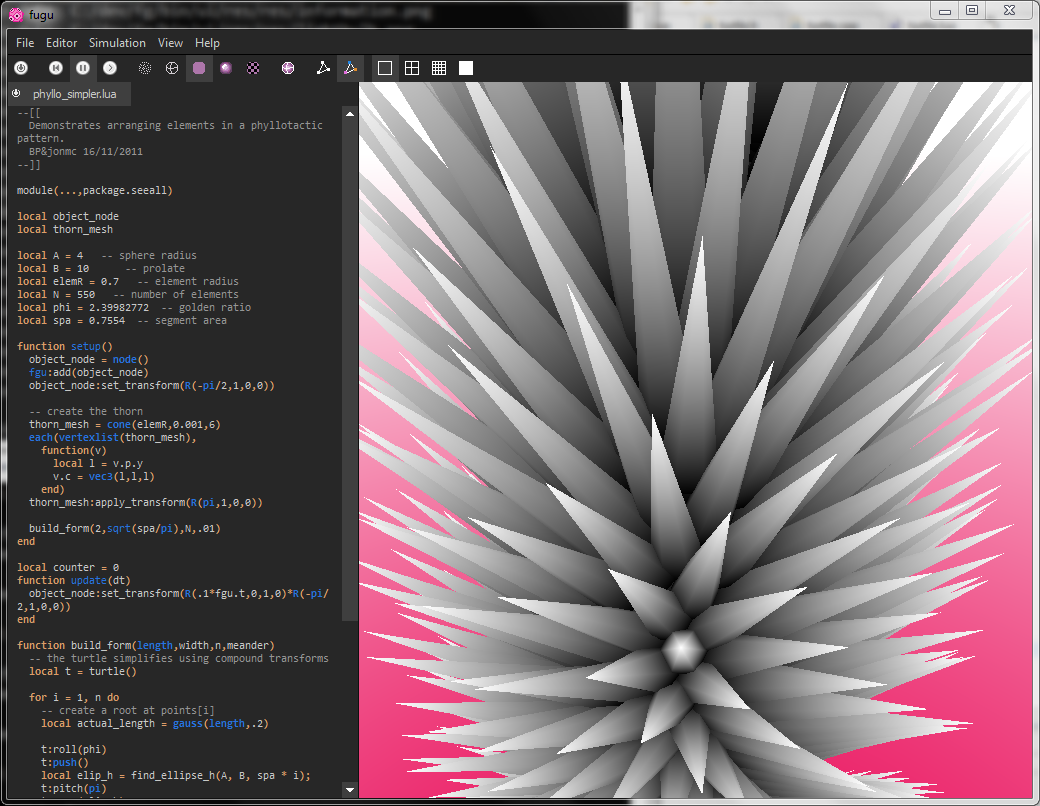 fugu
File Editor Simulation View Help
phyllo_simpler.lua
--[[
Demonstrates arranging elements in a phyllotactic
pattern.
BP&jonmc 16/11/2011
--]]
module(...,package.seeall)
local object_node
local thorn_mesh
local A = 4 -- sphere radius
local B = 10 -- prolate
local elemR = 0.7 -- element radius
local N = 550 -- number of elements
local phi = 2.39982772 -- golden ratio
local spa = 0.7554 -- segment area
function setup()
object_node = node()
fgu:add(object_node)
object_node:set_transform(R(-pi/2,1,0,0))
-- create the thorn
thorn_mesh = cone(elemR,0.001,6)
each(vertexlist(thorn_mesh),
function(v)
local l = v.p.y
v.c = vec3(l,l,l)
end)
thorn_mesh:apply_transform(R(pi,1,0,0))
build_form(2,sqrt(spa/pi),N,.01)
end
local counter = 0
function update(dt)
object_node:set_transform(R(.1*fgu.t,0,1,0)*R(-pi/
2,1,0,0))
end
function build_form(length,width,n,meander)
-- the turtle simplifies using compound transforms
local t = turtle()
for i = 1, n do
-- create a root at points[i]
local actual_length = gauss(length,.2)
t:roll(phi)
t:push()
local elip_h = find_ellipse_h(A, B, spa * i);
t:pitch(pi)